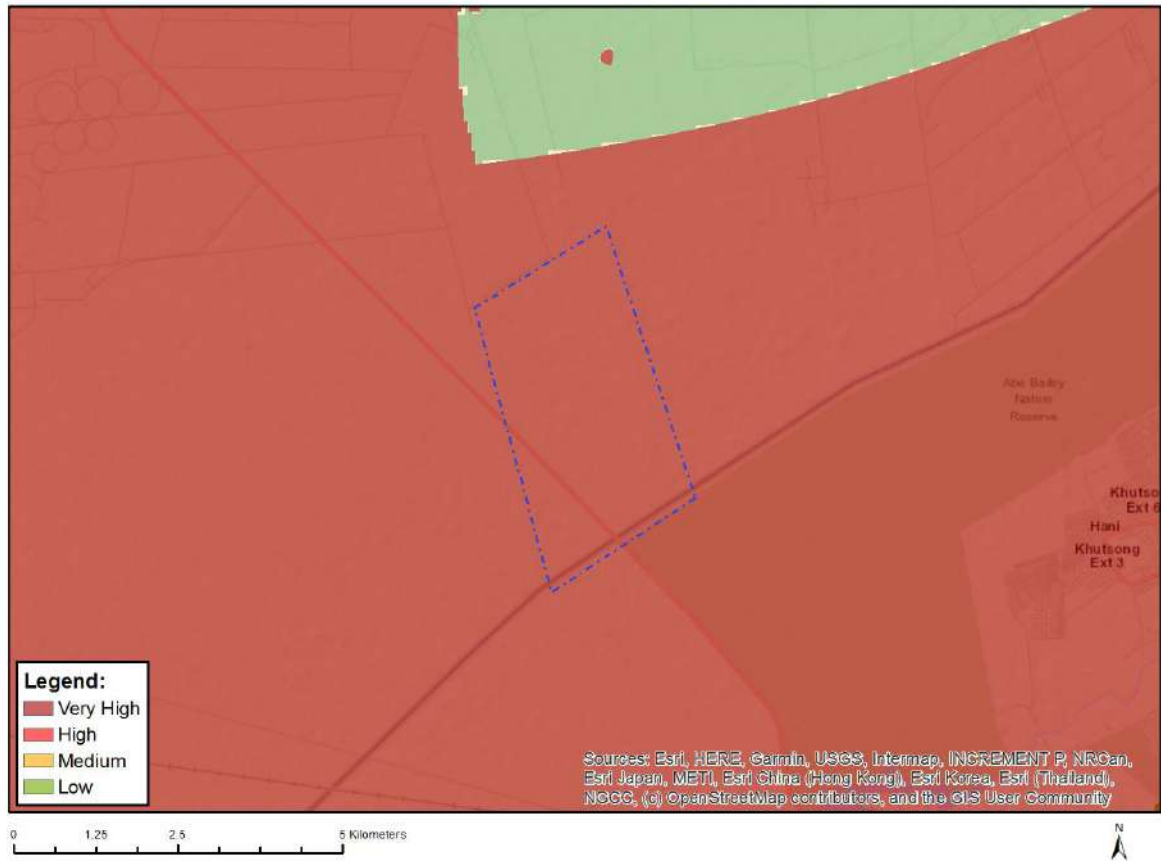 Abe Bailey
Nature
Reserve
Khutso
Ext 6
Hani
Khutsong
Ext 3
Legend:
Very High
High
Medium
Low
Sources: Esri, HERE, Garmin, USGS, Intermap, INCREMENT P, NRCan,
Esri Japan, METI, Esri China (Hong Kong), Esri Korea, Esri (Thailand),
NGCC, (c) OpenStreetMap contributors, and the GIS User Community
0 1.25 2.5 5 Kilometers
N